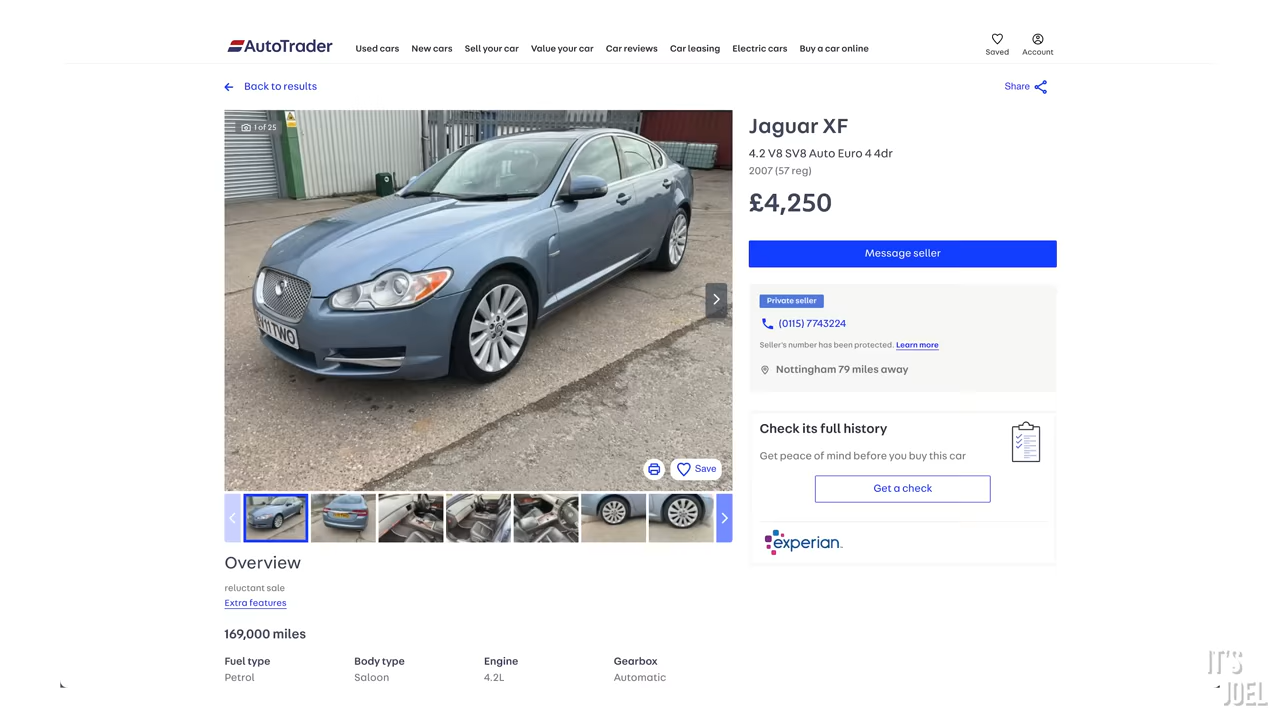 AutoTrader
Used cars New cars Sell your car Value your car Car reviews Car leasing Electric cars Buy a car online
Saved Account
Back to results
Share
1 of 25
V11 TWO
Save
Jaguar XF
4.2 V8 SV8 Auto Euro 4 4dr
2007 (57 reg)
£4,250
Message seller
Private seller
(0115) 7743224
Seller's number has been protected. Learn more
Nottingham 79 miles away
Check its full history
Get peace of mind before you buy this car
Get a check
experian.
Overview
reluctant sale
Extra features
169,000 miles
Fuel type Body type Engine Gearbox
Petrol Saloon 4.2L Automatic
IT'S
JOEL